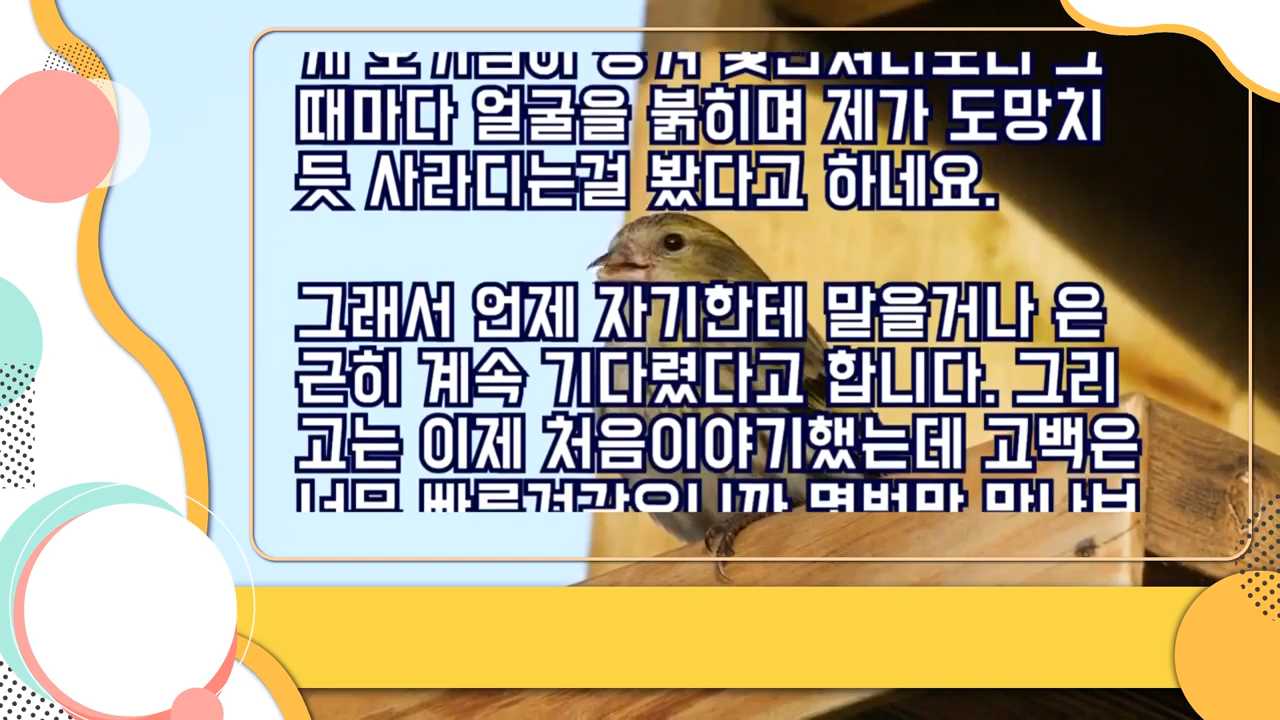 때마다 얼굴을 붉히며 제가 도망치
듯 사라디는걸 봤다고 하네요.
그래서 언제 자기한테 말을거나 은
근히 계속 기다렸다고 합니다. 그리
고는 이제 처음이야기했는데 고백은